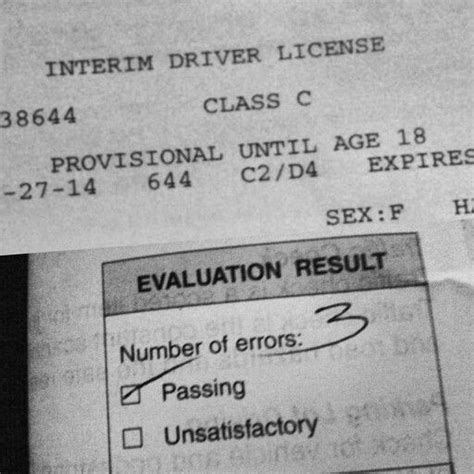 INTERIM DRIVER LICENSE
38644 CLASS C
PROVISIONAL UNTIL AGE 18
-27-14 644 C2/D4 EXPIRES
SEX:F
EVALUATION RESULT
Number of errors: 3
Passing
Unsatisfactory